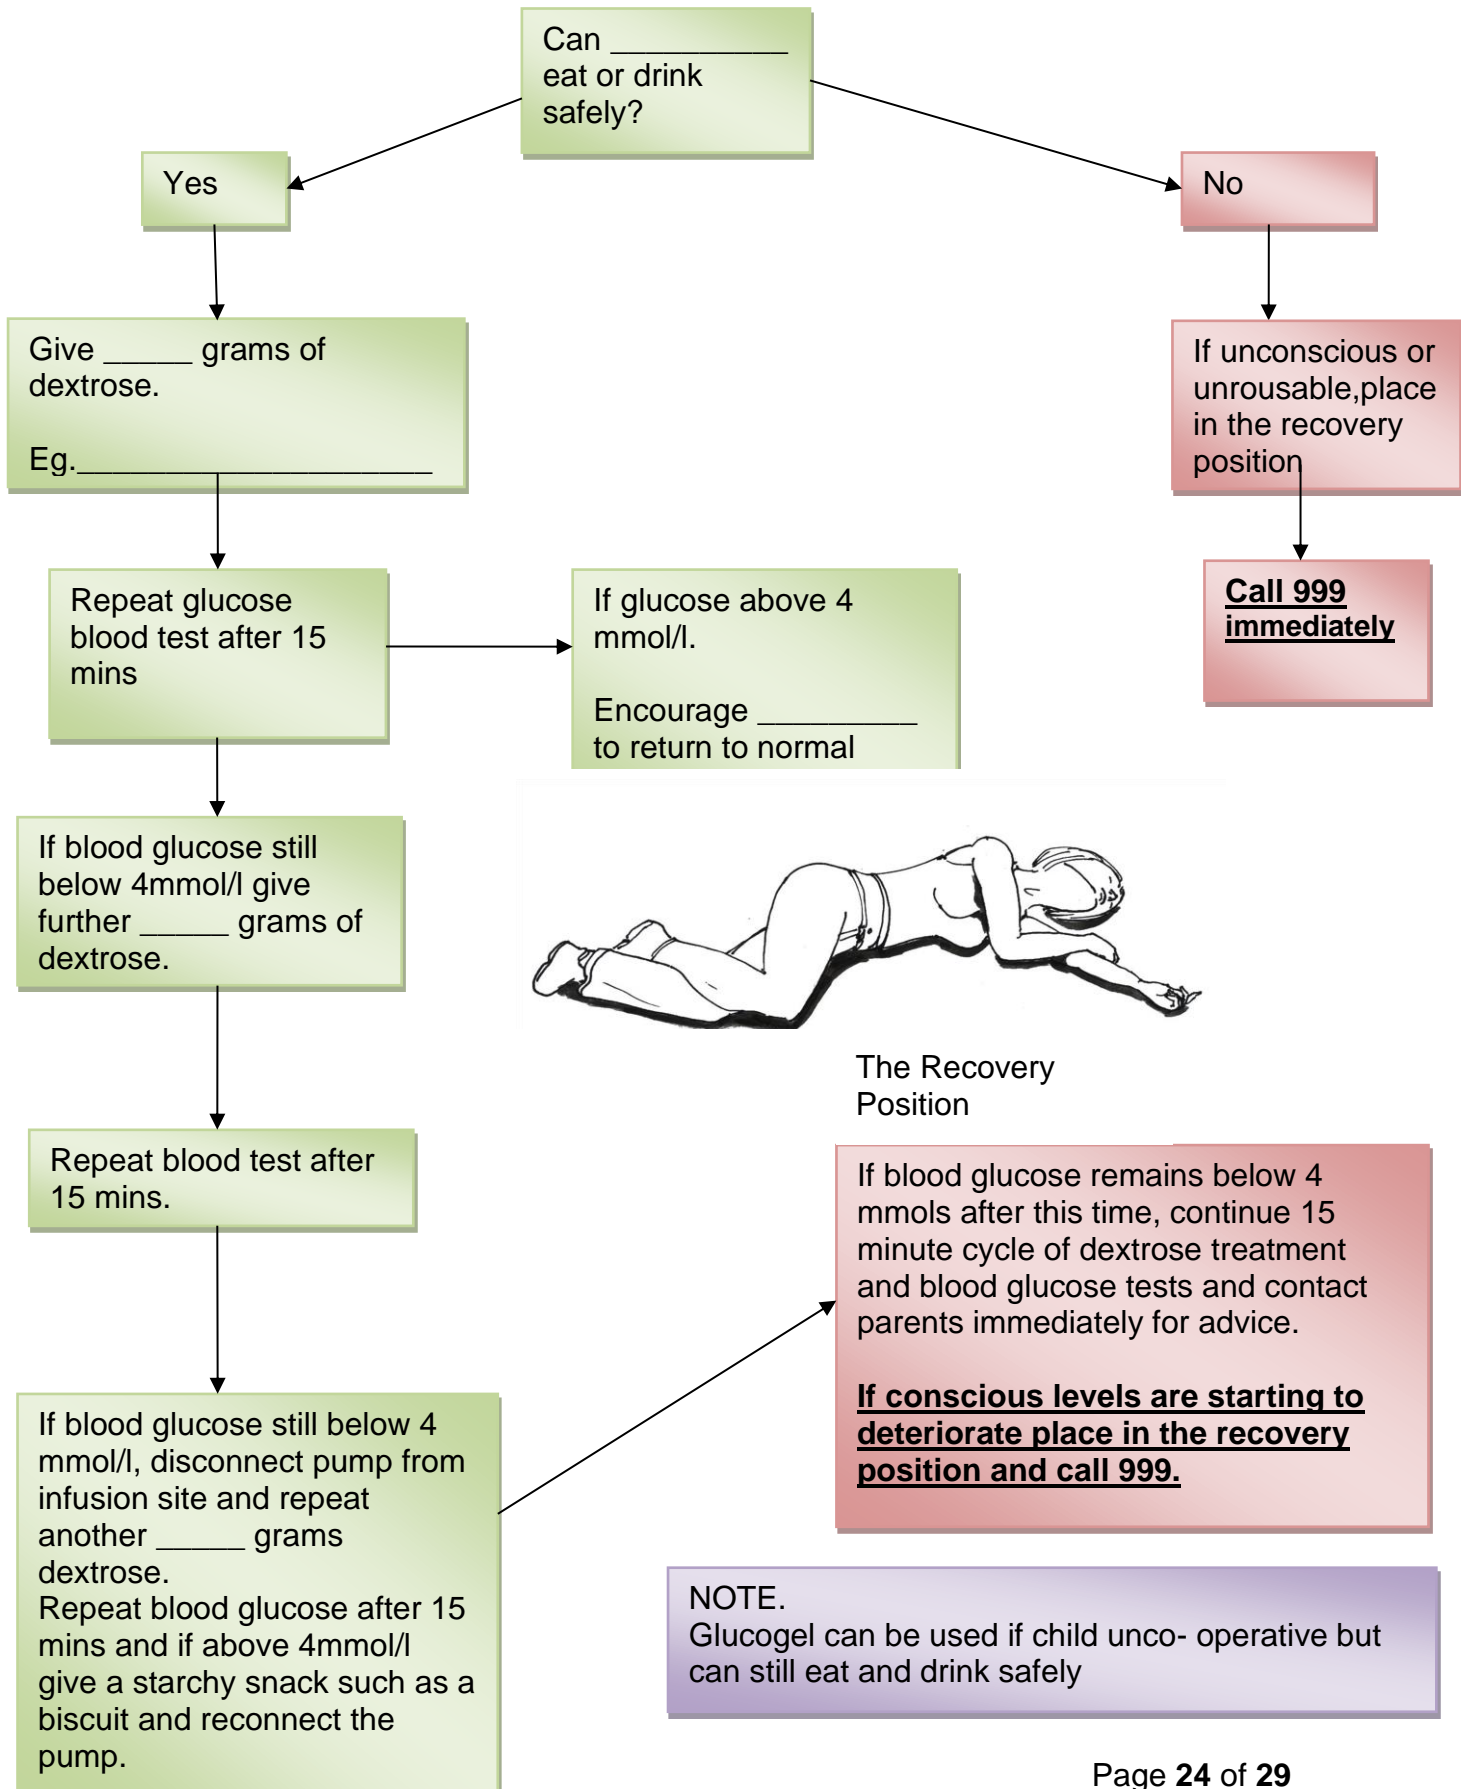 Can __________
eat or drink
safely?
Yes
No
Give _____ grams of
dextrose.
Eg.____________________
If unconscious or
unrousable,place
in the recovery
position
Repeat glucose
blood test after 15
mins
If glucose above 4
mmol/l.
Encourage _________
to return to normal
Call 999
immediately
If blood glucose still
below 4mmol/l give
further _____ grams of
dextrose.
The Recovery
Position
Repeat blood test after
15 mins.
If blood glucose remains below 4
mmols after this time, continue 15
minute cycle of dextrose treatment
and blood glucose tests and contact
parents immediately for advice.
If conscious levels are starting to
deteriorate place in the recovery
position and call 999.
If blood glucose still below 4
mmol/l, disconnect pump from
infusion site and repeat
another _____ grams
dextrose.
Repeat blood glucose after 15
mins and if above 4mmol/l
give a starchy snack such as a
biscuit and reconnect the
pump.
NOTE.
Glucogel can be used if child unco- operative but
can still eat and drink safely
Page 24 of 29